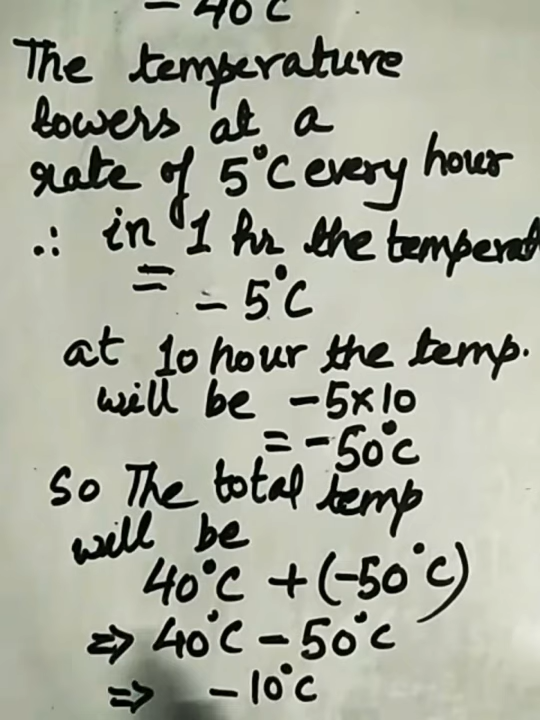 - 40°C
The temperature
lowers at a
rate of 5°C every hour
∴ in 1 hr the temperat
= - 5°C
at 10 hour the temp.
will be -5×10
= -50°C
So The total temp
will be
40°C + (-50°C)
⇒ 40°C - 50°C
⇒ -10°C